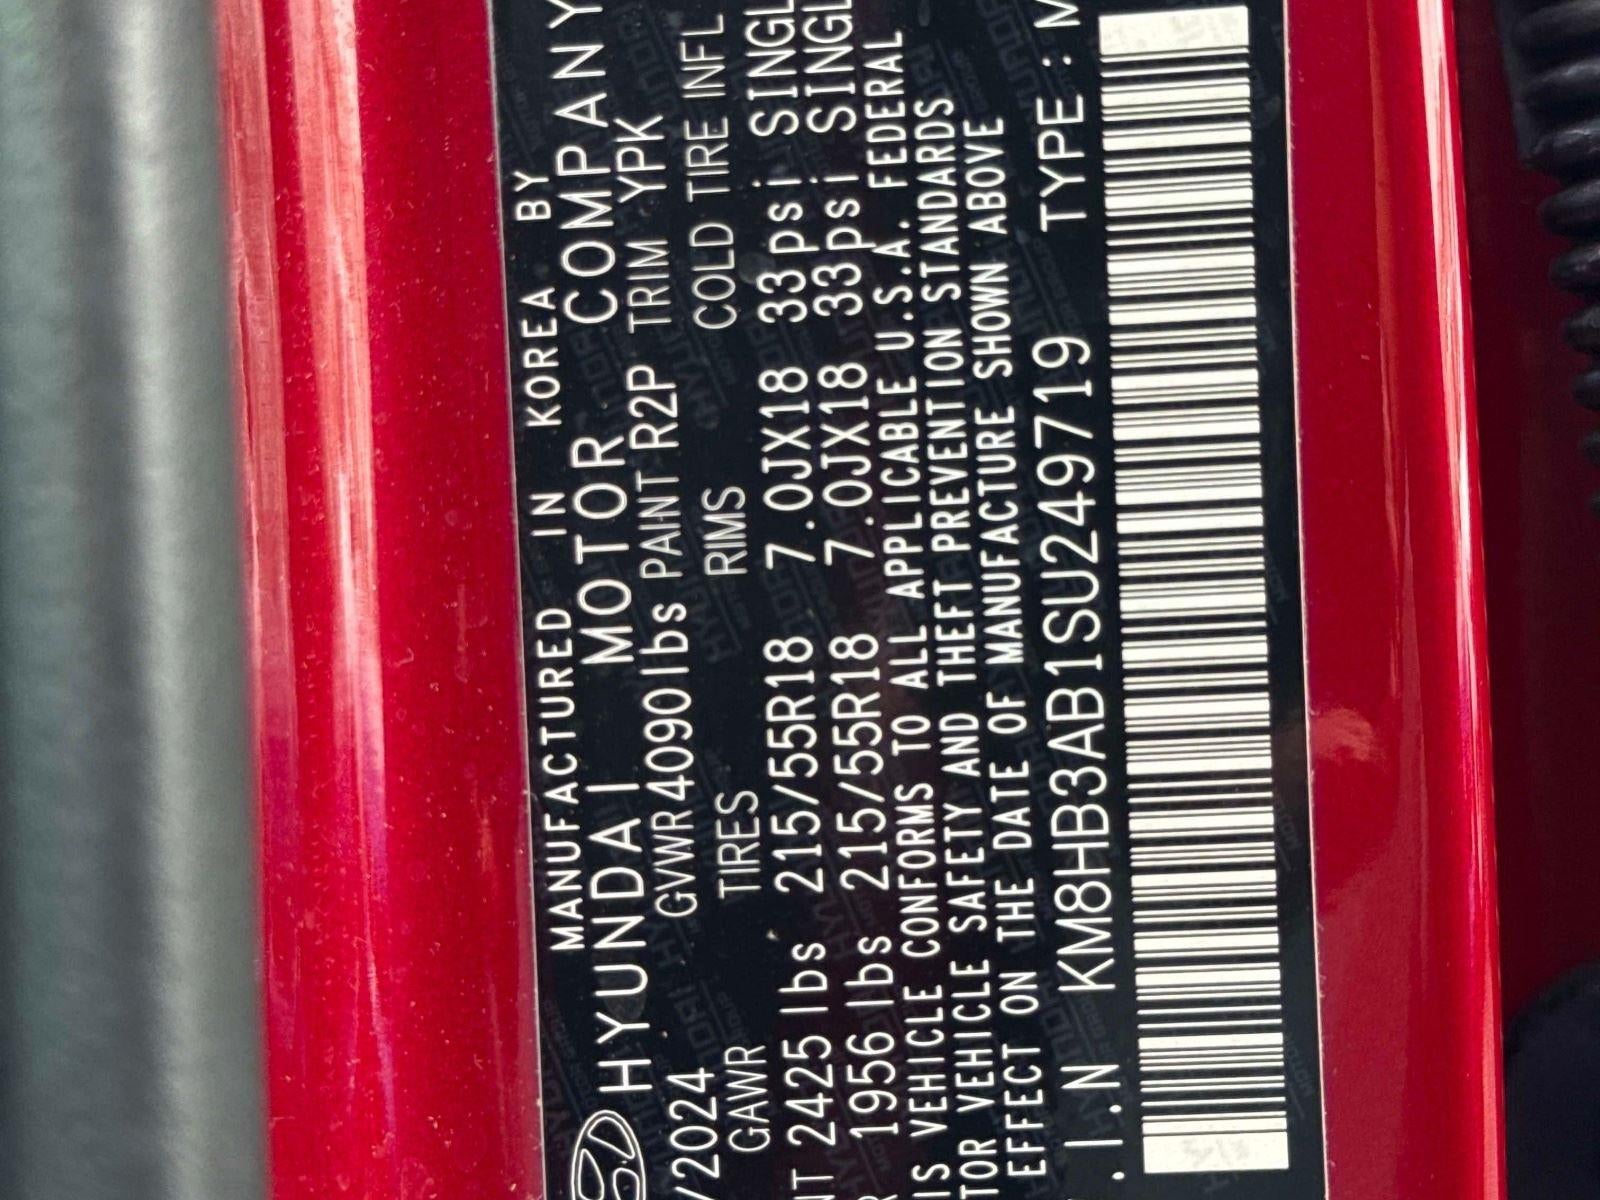 MANUFACTURED IN KOREA BY
HYUNDAI MOTOR COMPANY
/2024 GVWR 4090 lbs PAINT R2P TRIM YPK
GAWR TIRES RIMS COLD TIRE INFL
NT 2425 lbs 215/55R18 7.0JX18 33psi SINGL
R 1956 lbs 215/55R18 7.0JX18 33psi SINGL
IS VEHICLE CONFORMS TO ALL APPLICABLE U.S.A. FEDERAL
TOR VEHICLE SAFETY AND THEFT PREVENTION STANDARDS
EFFECT ON THE DATE OF MANUFACTURE SHOWN ABOVE
.I.N KM8HB3AB1SU249719 TYPE : M